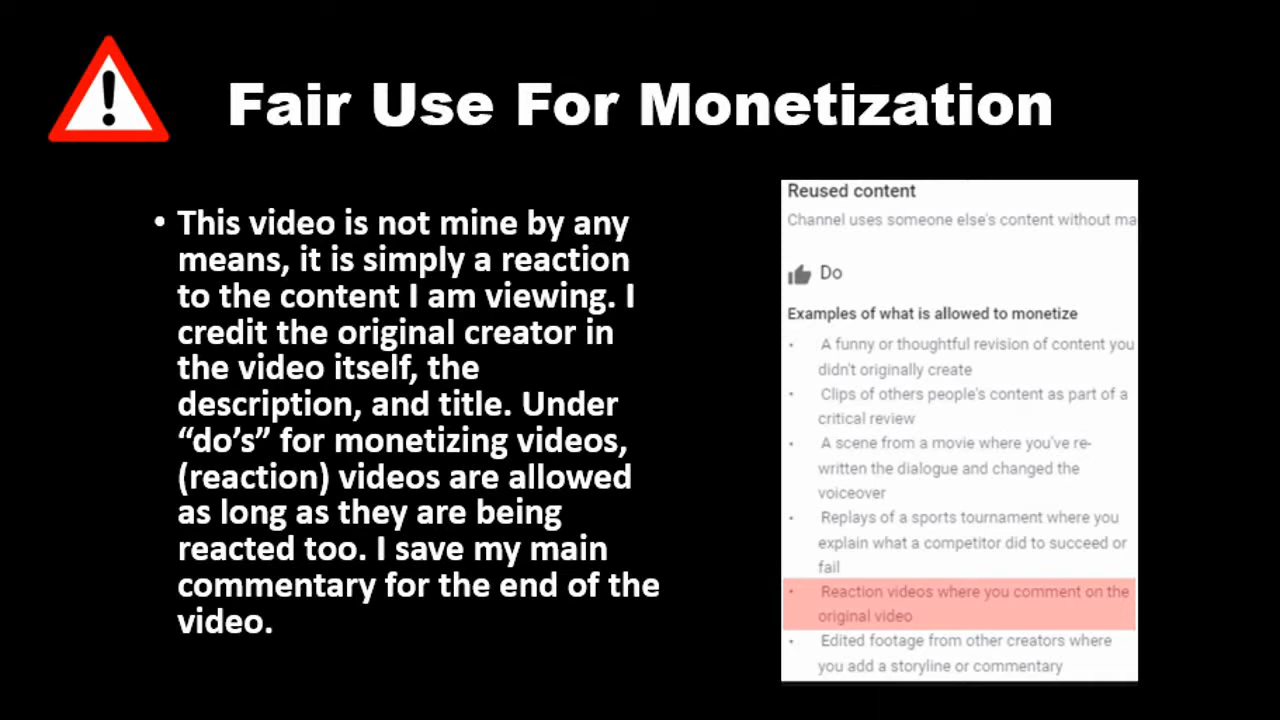 Fair Use For Monetization
• This video is not mine by any
means, it is simply a reaction
to the content I am viewing. I
credit the original creator in
the video itself, the
description, and title. Under
“do’s” for monetizing videos,
(reaction) videos are allowed
as long as they are being
reacted too. I save my main
commentary for the end of the
video.
Reused content
Channel uses someone else's content without ma
Do
Examples of what is allowed to monetize
• A funny or thoughtful revision of content you
didn't originally create
• Clips of others people's content as part of a
critical review
• A scene from a movie where you've re-
written the dialogue and changed the
voiceover
• Replays of a sports tournament where you
explain what a competitor did to succeed or
fail
• Reaction videos where you comment on the
original video
• Edited footage from other creators where
you add a storyline or commentary